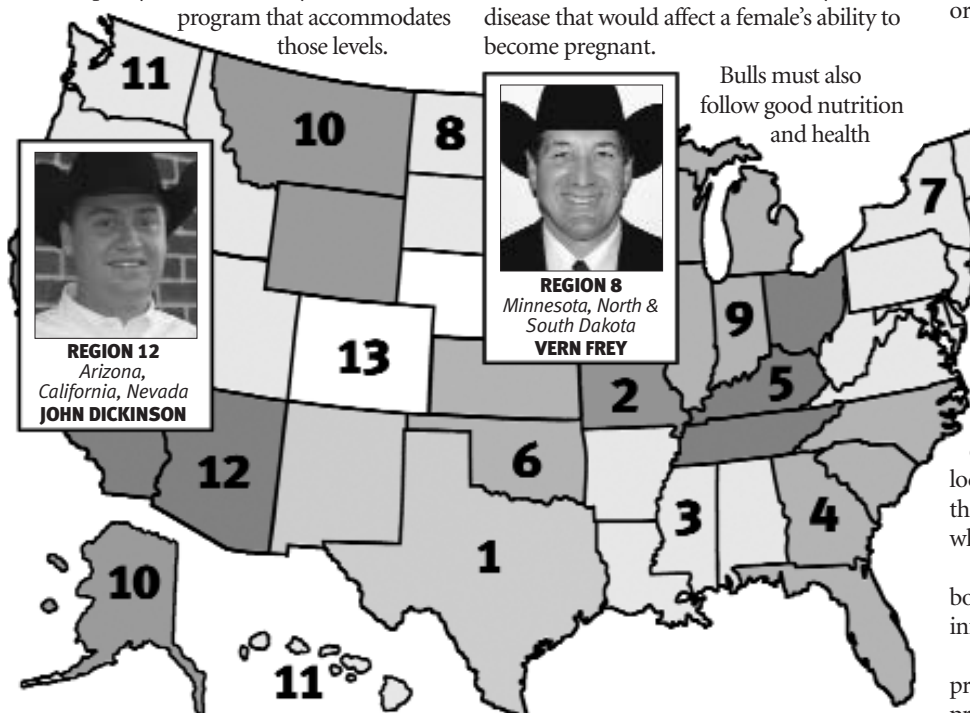 program that accommodates
those levels.
disease that would affect a female's ability to
become pregnant.
Bulls must also
follow good nutrition
and health
or
11
10
8
7
REGION 12
Arizona,
California, Nevada
JOHN DICKINSON
REGION 8
Minnesota, North &
South Dakota
VERN FREY
13
9
2
5
12
6
3
4
1
10
11